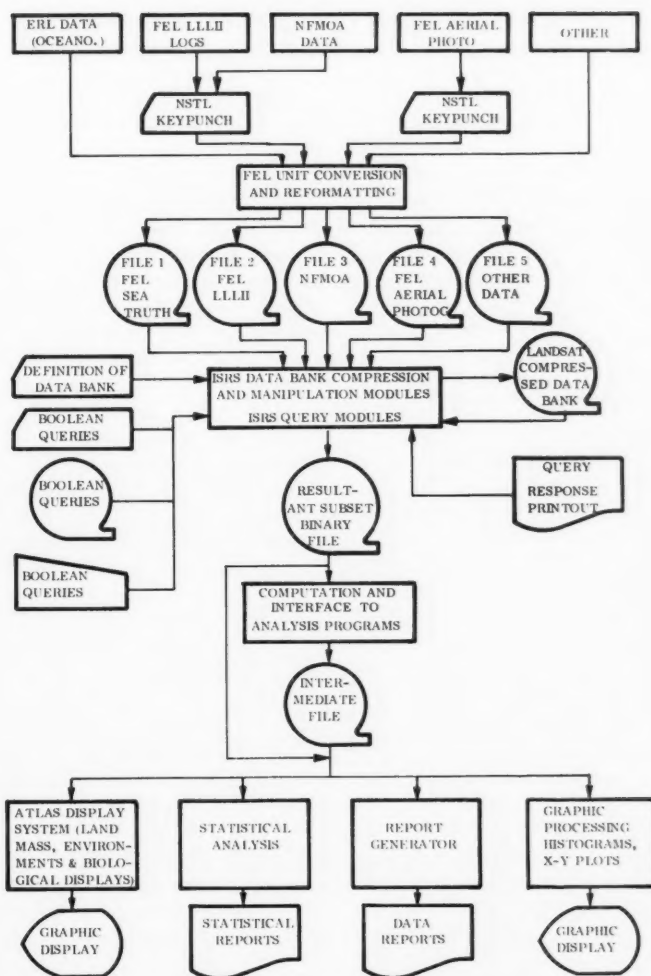 ERL DATA
(OCEANO.)
FEL LLLII
LOGS
NFMOA
DATA
FEL AERIAL
PHOTO
OTHER
NSTL
KEYPUNCH
NSTL
KEYPUNCH
FEL UNIT CONVERSION
AND REFORMATTING
FILE 1
FEL
SEA
TRUTH
FILE 2
FEL
LLLII
FILE 3
NFMOA
FILE 4
FEL
AERIAL
PHOTOG
FILE 5
OTHER
DATA
DEFINITION OF
DATA BANK
ISRS DATA BANK COMPRESSION
AND MANIPULATION MODULES
ISRS QUERY MODULES
LANDSAT
COMPRES-
SED DATA
BANK
BOOLEAN
QUERIES
BOOLEAN
QUERIES
BOOLEAN
QUERIES
RESULT-
ANT SUBSET
BINARY
FILE
QUERY
RESPONSE
PRINTOUT
COMPUTATION AND
INTERFACE TO
ANALYSIS PROGRAMS
INTER-
MEDIATE
FILE
ATLAS DISPLAY
SYSTEM (LAND
MASS, ENVIRON-
MENTS & BIOLO-
GICAL DISPLAYS)
STATISTICAL
ANALYSIS
REPORT
GENERATOR
GRAPHIC
PROCESSING
HISTOGRAMS,
X-Y PLOTS
GRAPHIC
DISPLAY
STATISTICAL
REPORTS
DATA
REPORTS
GRAPHIC
DISPLAY